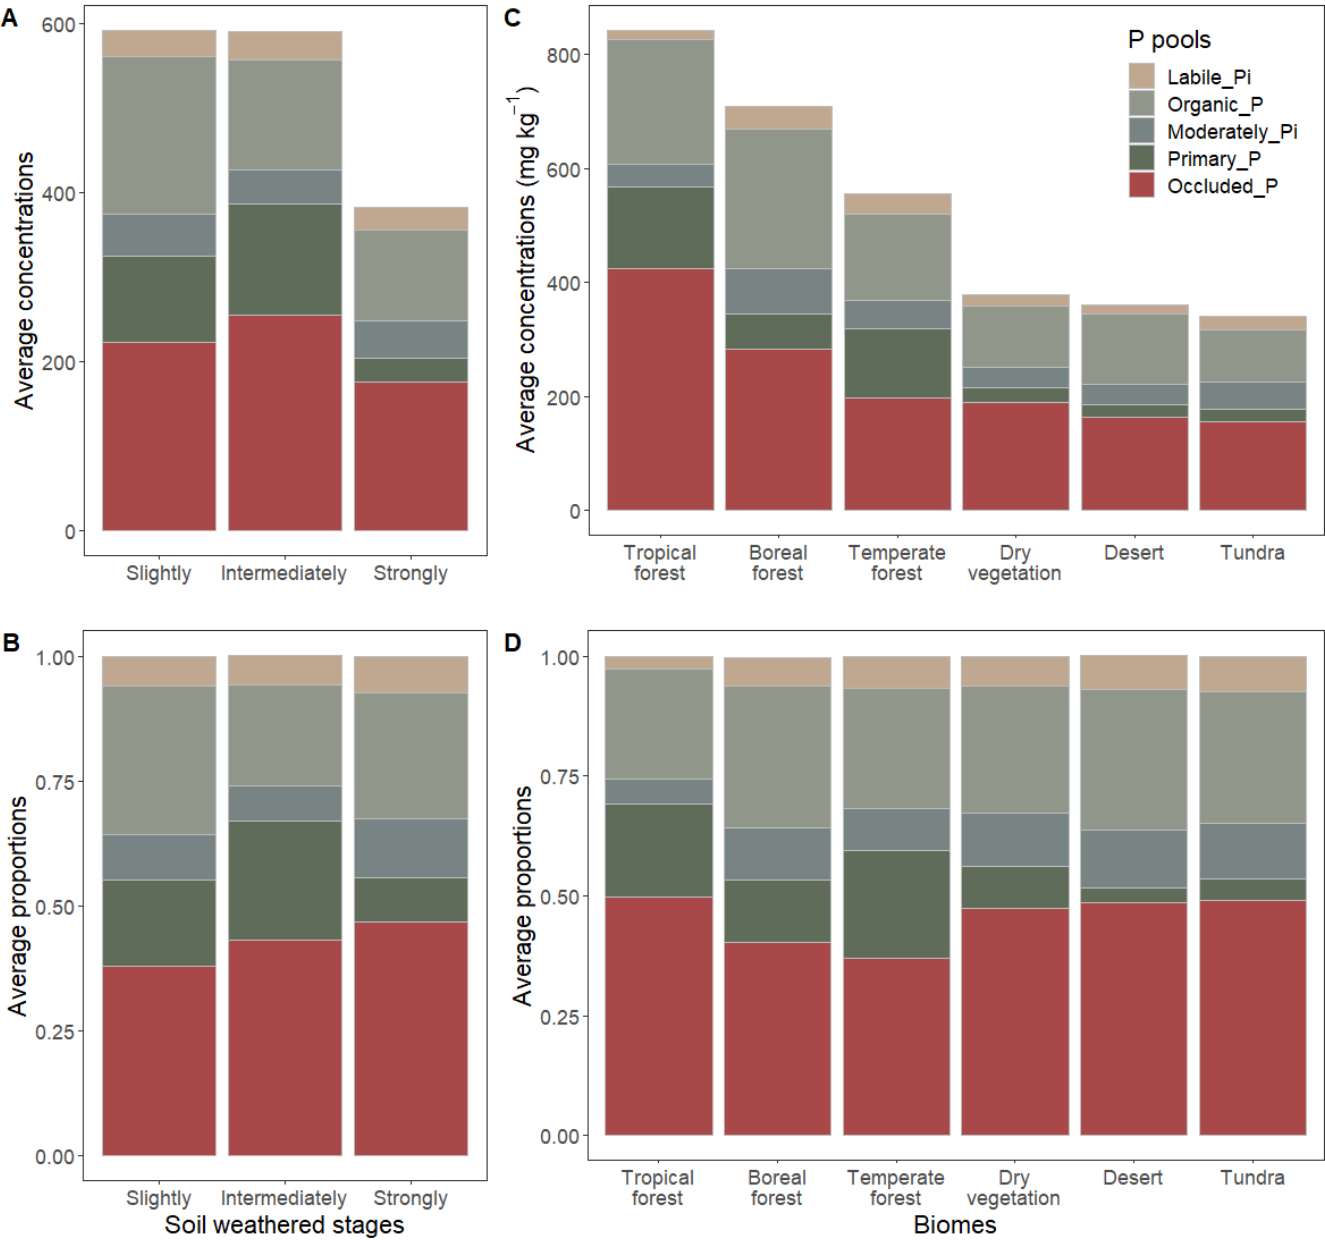 A
Average concentrations
600
400
200
0
Slightly
Intermediately
Strongly
C
Average concentrations (mg kg⁻¹)
800
600
400
200
0
P pools
Labile_Pi
Organic_P
Moderately_Pi
Primary_P
Occluded_P
Tropical
forest
Boreal
forest
Temperate
forest
Dry
vegetation
Desert
Tundra
B
Average proportions
1.00
0.75
0.50
0.25
0.00
Slightly
Intermediately
Strongly
Soil weathered stages
D
Average proportions
1.00
0.75
0.50
0.25
0.00
Tropical
forest
Boreal
forest
Temperate
forest
Dry
vegetation
Desert
Tundra
Biomes